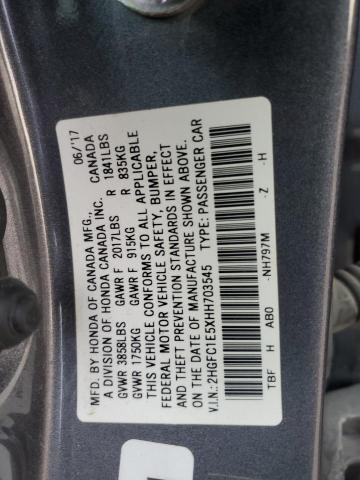 MFD. BY HONDA OF CANADA MFG., 06/'17
A DIVISION OF HONDA CANADA INC. CANADA
GVWR 3858LBS GAWR F 2017LBS R 1841LBS
GVWR 1750KG GAWR F 915KG R 835KG
THIS VEHICLE CONFORMS TO ALL APPLICABLE
FEDERAL MOTOR VEHICLE SAFETY, BUMPER,
AND THEFT PREVENTION STANDARDS IN EFFECT
ON THE DATE OF MANUFACTURE SHOWN ABOVE.
V.I.N.: 2HGFC1E5XHH703545 TYPE: PASSENGER CAR
TBF H AB0 -NH797M -Z -H